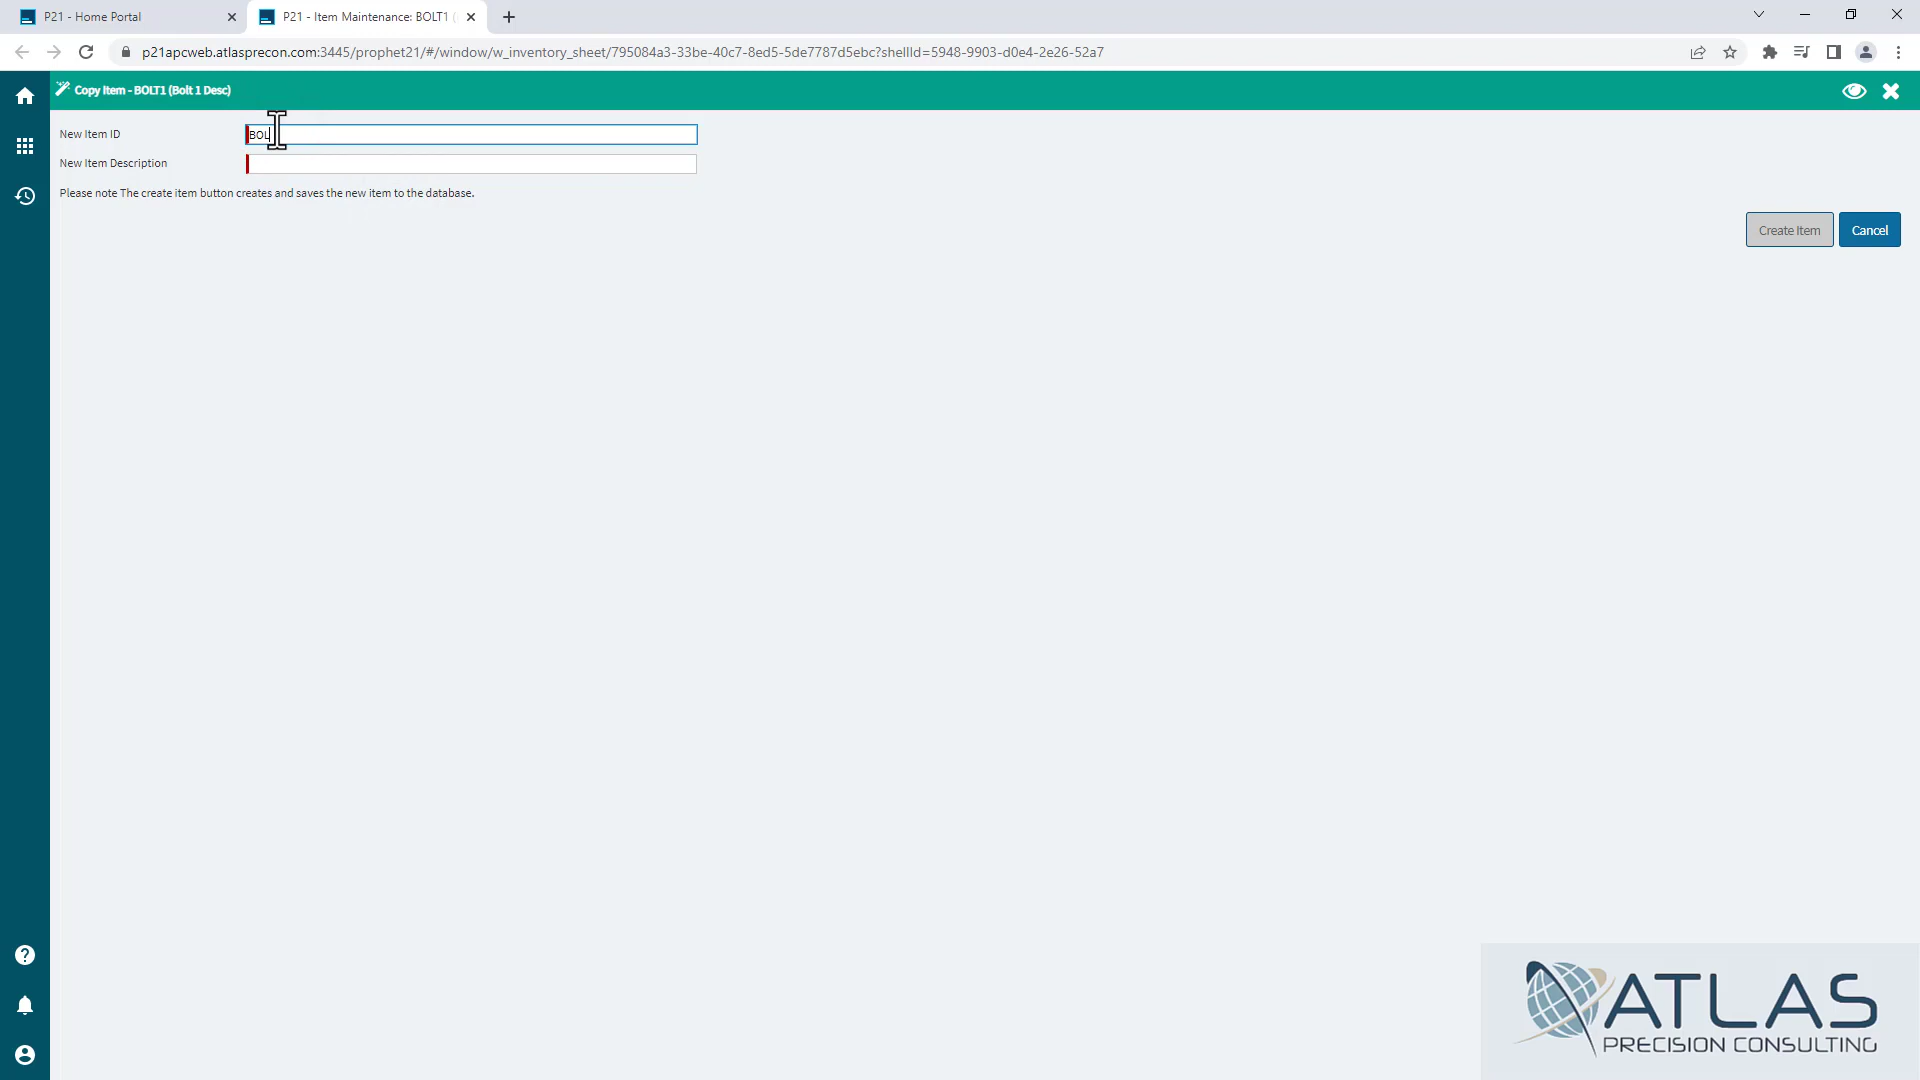 P21 - Home Portal
P21 - Item Maintenance: BOLT1 (
p21apcweb.atlasprecon.com:3445/prophet21/#/window/w_inventory_sheet/795084a3-33be-40c7-8ed5-5de7787d5ebc?shellId=5948-9903-d0e4-2e26-52a7
Copy Item - BOLT1 (Bolt 1 Desc)
New Item ID
BOL
New Item Description
Please note The create item button creates and saves the new item to the database.
Create Item
Cancel
ATLAS
PRECISION CONSULTING